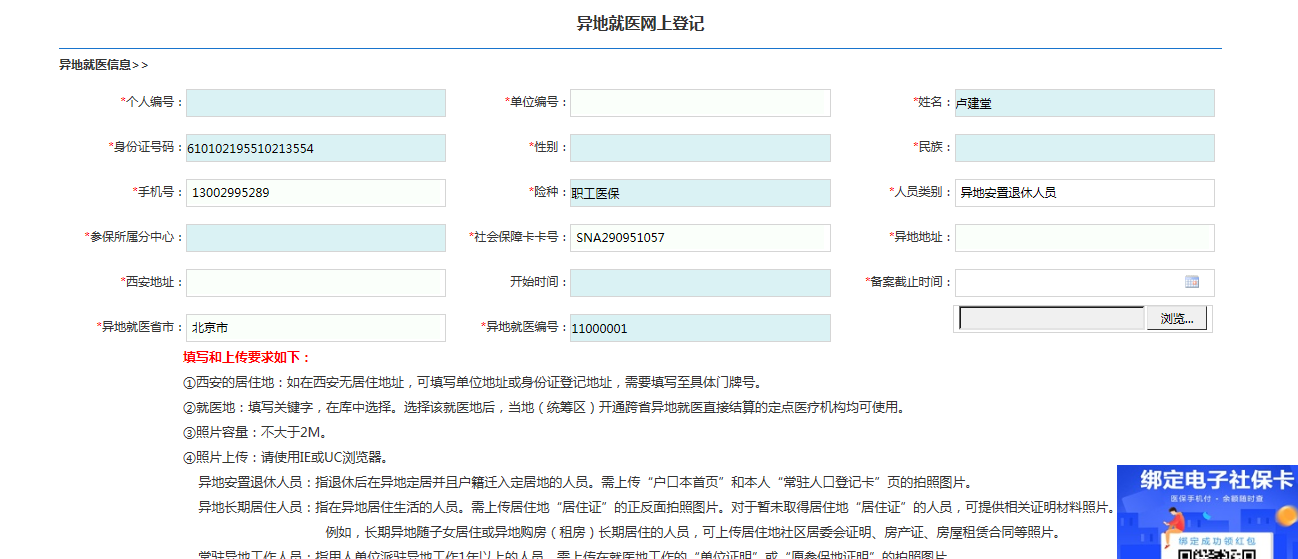 异地就医网上登记
异地就医信息>>
*个人编号： *单位编号： *姓名：卢建堂
*身份证号码：610102195510213554 *性别： *民族：
*手机号：13002995289 *险种：职工医保 *人员类别：异地安置退休人员
*参保所属分中心： *社会保障卡卡号：SNA290951057 *异地地址：
*西安地址： 开始时间： *备案截止时间：
*异地就医省市：北京市 *异地就医编号：11000001 浏览...
填写和上传要求如下：
①西安的居住地：如在西安无居住地址，可填写单位地址或身份证登记地址，需要填写至具体门牌号。
②就医地：填写关键字，在库中选择。选择该就医地后，当地（统筹区）开通跨省异地就医直接结算的定点医疗机构均可使用。
③照片容量：不大于2M。
④照片上传：请使用IE或UC浏览器。
异地安置退休人员：指退休后在异地定居并且户籍迁入定居地的人员。需上传“户口本首页”和本人“常驻人口登记卡”页的拍照图片。
异地长期居住人员：指在异地居住生活的人员。需上传居住地“居住证”的正反面拍照图片。对于暂未取得居住地“居住证”的人员，可提供相关证明材料照片。
例如，长期异地随子女居住或异地购房（租房）长期居住的人员，可上传居住地社区居委会证明、房产证、房屋租赁合同等照片。
常驻异地工作人员：指用人单位派驻异地工作1年以上的人员。需上传在就医地工作的“单位证明”或“原参保地证明”的拍照图片
绑定电子社保卡
医保手机付·余额随时查
绑定成功领红包